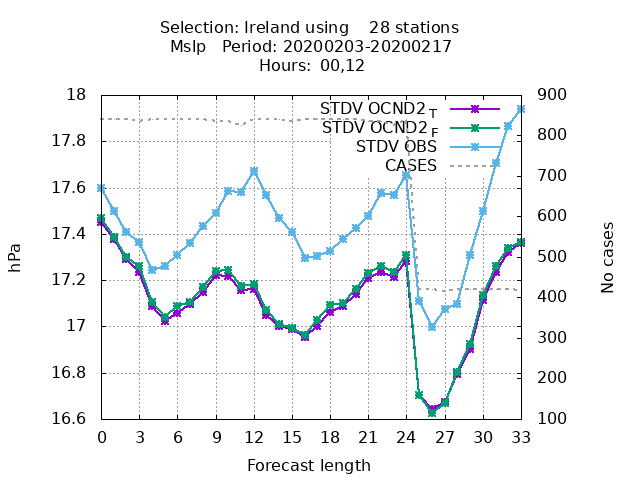 Selection: Ireland using    28 stations
Mslp   Period: 20200203-20200217
Hours:  00,12
18 900
STDV OCND2 T
17.8 800
STDV OCND2 F
STDV OBS
CASES
17.6 700
600
17.4 500
hPa No cases
17.2 400
17 300
16.8 200
16.6 100
0 3 6 9 12 15 18 21 24 27 30 33
Forecast length